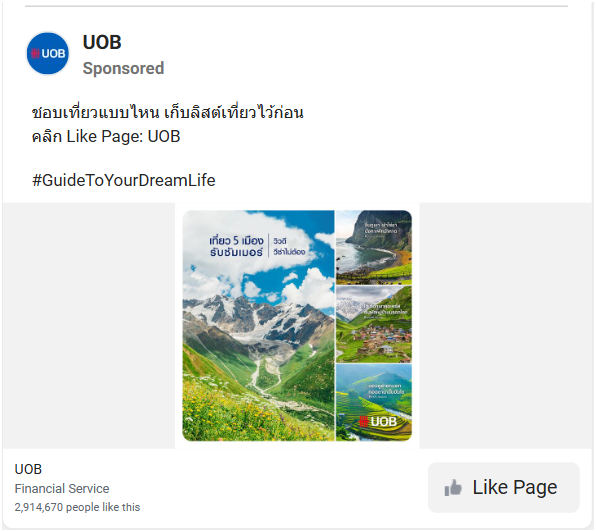 UOB
UOB
Sponsored
ชอบเที่ยวแบบไหน เก็บลิสต์เที่ยวไว้ก่อน
คลิก Like Page: UOB
#GuideToYourDreamLife
เที่ยว 5 เมือง
รับซัมเมอร์
วิวดี
วีซ่าไม่ต้อง
UOB
UOB
Financial Service
2,914,670 people like this
Like Page